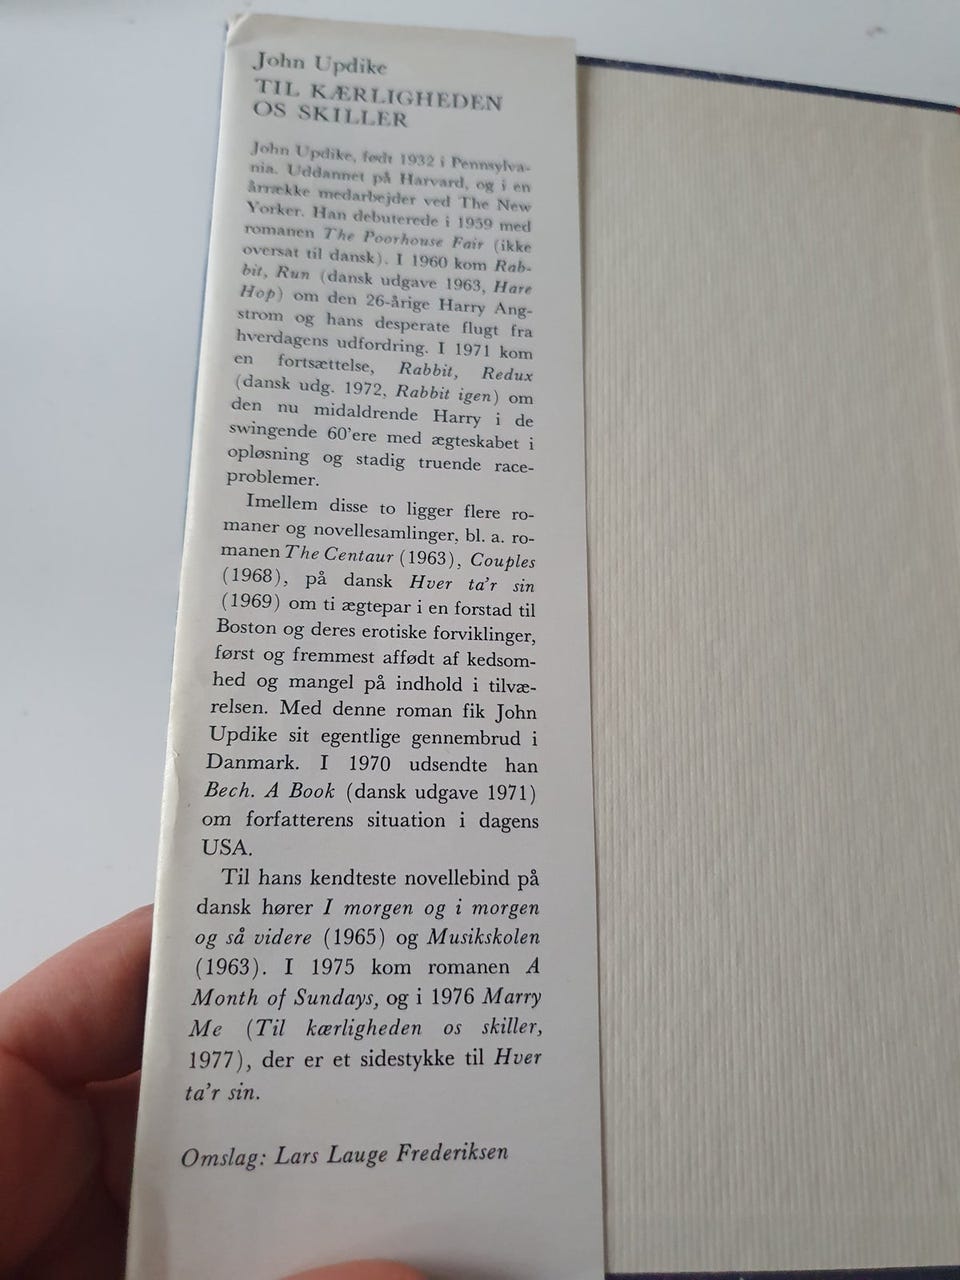 John Updike
TIL KÆRLIGHEDEN
OS SKILLER
John Updike, født 1932 i Pennsylva-
nia. Uddannet på Harvard, og i en
årrække medarbejder ved The New
Yorker. Han debuterede i 1959 med
romanen The Poorhouse Fair (ikke
oversat til dansk). I 1960 kom Rab-
bit, Run (dansk udgave 1963, Hare
Hop) om den 26-årige Harry Ang-
strom og hans desperate flugt fra
hverdagens udfordring. I 1971 kom
en fortsættelse, Rabbit, Redux
(dansk udg. 1972, Rabbit igen) om
den nu midaldrende Harry i de
swingende 60'ere med ægteskabet i
opløsning og stadig truende race-
problemer.
Imellem disse to ligger flere ro-
maner og novellesamlinger, bl. a. ro-
manen The Centaur (1963), Couples
(1968), på dansk Hver ta'r sin
(1969) om ti ægtepar i en forstad til
Boston og deres erotiske forviklinger,
først og fremmest affødt af kedsom-
hed og mangel på indhold i tilvæ-
relsen. Med denne roman fik John
Updike sit egentlige gennembrud i
Danmark. I 1970 udsendte han
Bech. A Book (dansk udgave 1971)
om forfatterens situation i dagens
USA.
Til hans kendteste novellebind på
dansk hører I morgen og i morgen
og så videre (1965) og Musikskolen
(1963). I 1975 kom romanen A
Month of Sundays, og i 1976 Marry
Me (Til kærligheden os skiller,
1977), der er et sidestykke til Hver
ta'r sin.
Omslag: Lars Lauge Frederiksen